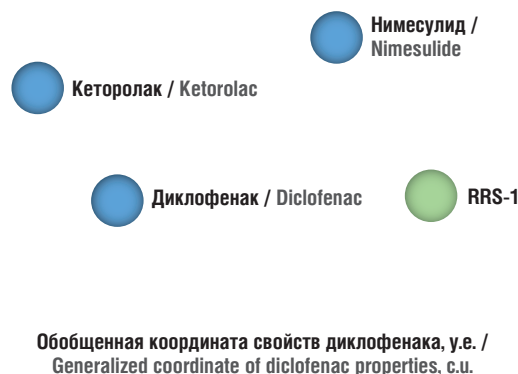 Нимесулид /
Nimesulide
Кеторолак / Ketorolac
Диклофенак / Diclofenac
RRS-1
Обобщенная координата свойств диклофенака, у.е. /
Generalized coordinate of diclofenac properties, c.u.